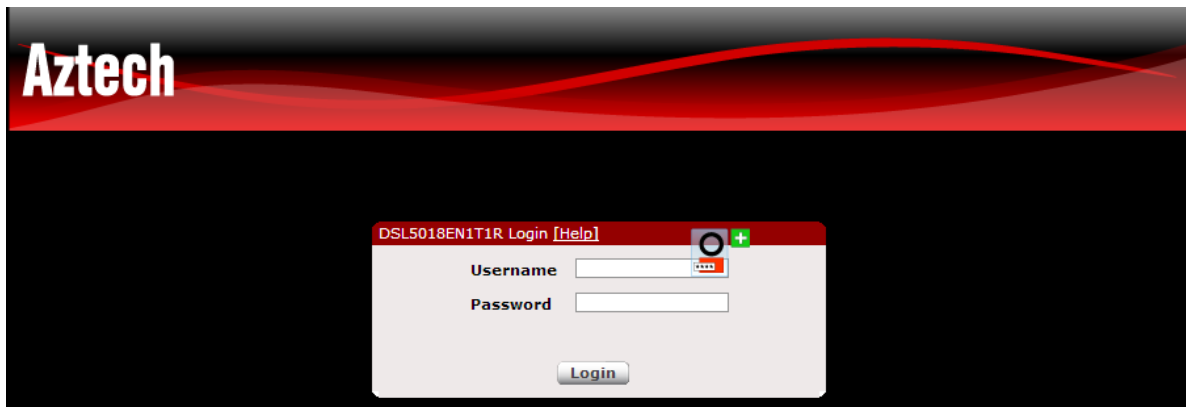 Aztech
DSL5018EN1T1R Login [Help]
Username
Password
Login